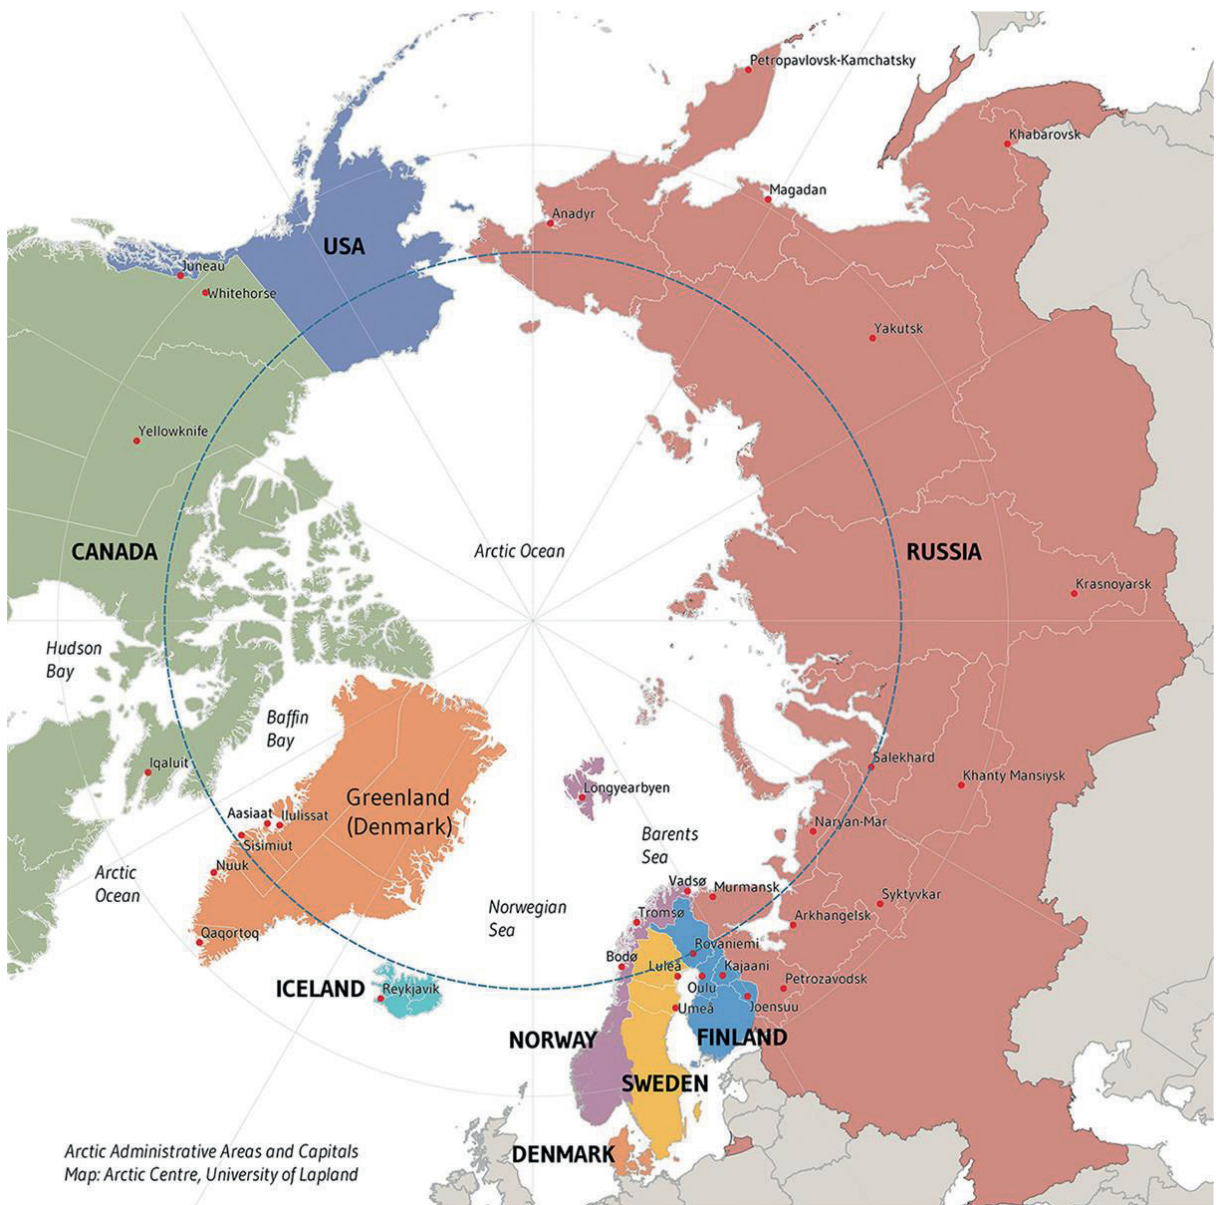 Petropavlovsk-Kamchatsky
Khabarovsk
Magadan
Anadyr
USA
Juneau
Whitehorse
Yakutsk
Yellowknife
CANADA
Arctic Ocean
RUSSIA
Krasnoyarsk
Hudson
Bay
Baffin
Bay
Iqaluit
Salekhard
Khanty Mansiysk
Longyearbyen
Greenland
(Denmark)
Aasiaat
Ilulissat
Sisimiut
Naryan-Mar
Barents
Sea
Nuuk
Arctic
Ocean
Vadsø
Murmansk
Syktyvkar
Norwegian
Sea
Tromsø
Arkhangelsk
Qaqortoq
Rovaniemi
Bodø
Luleå
Kajaani
ICELAND
Reykjavik
Oulu
Petrozavodsk
Joensuu
Umeå
NORWAY
FINLAND
SWEDEN
DENMARK
Arctic Administrative Areas and Capitals
Map: Arctic Centre, University of Lapland